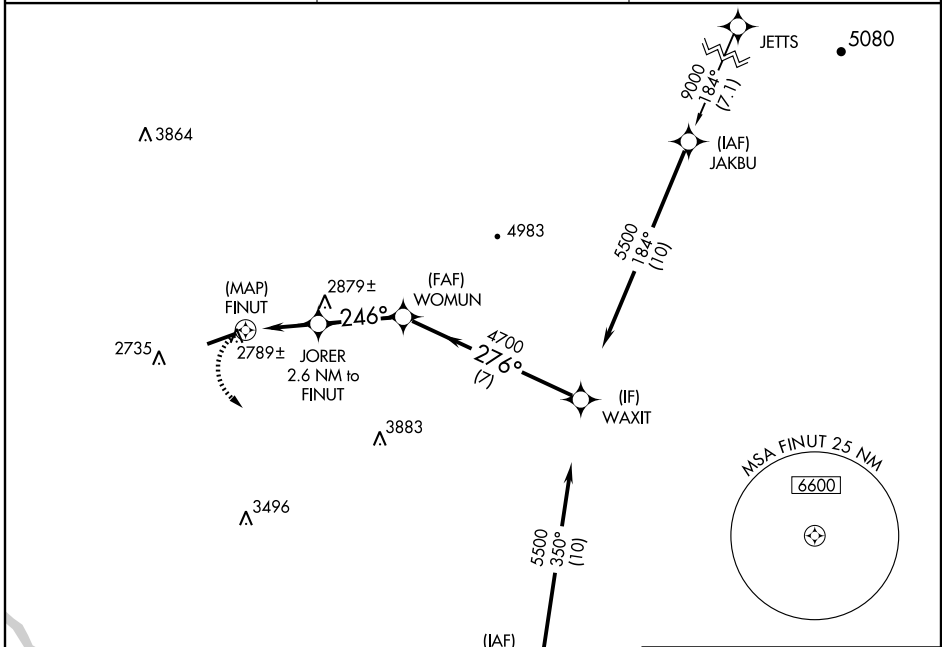 JETTS
5080
9000
184°
(7.1)
3864
(IAF)
JAKBU
4983
5500
184°
(10)
(FAF)
WOMUN
2879±
(MAP)
FINUT
246°
2735
2789±
JORER
2.6 NM to
FINUT
4700
276°
(7)
(IF)
WAXIT
3883
MSA FINUT 25 NM
6600
3496
5500
350°
(10)
(IAF)